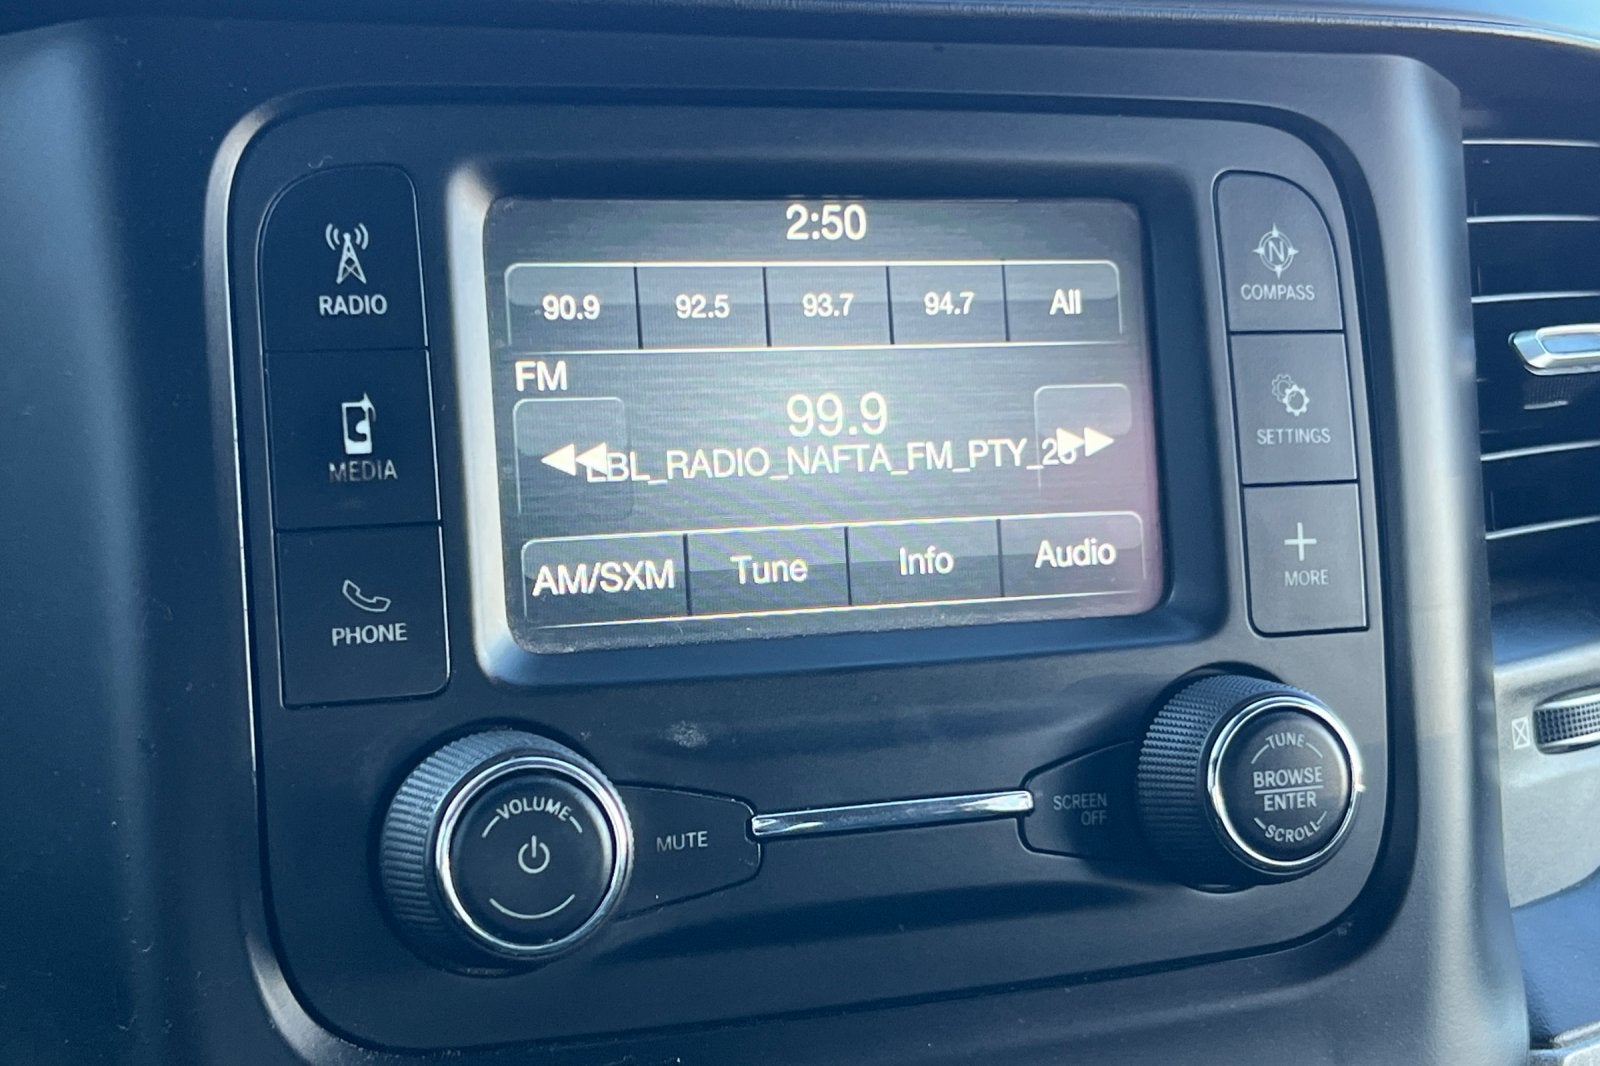 2:50
90.9 92.5 93.7 94.7 All
FM
99.9
LBL_RADIO_NAFTA_FM_PTY_26
AM/SXM Tune Info Audio
RADIO
MEDIA
PHONE
N
COMPASS
SETTINGS
MORE
VOLUME
MUTE
SCREEN
OFF
TUNE
BROWSE
ENTER
SCROLL